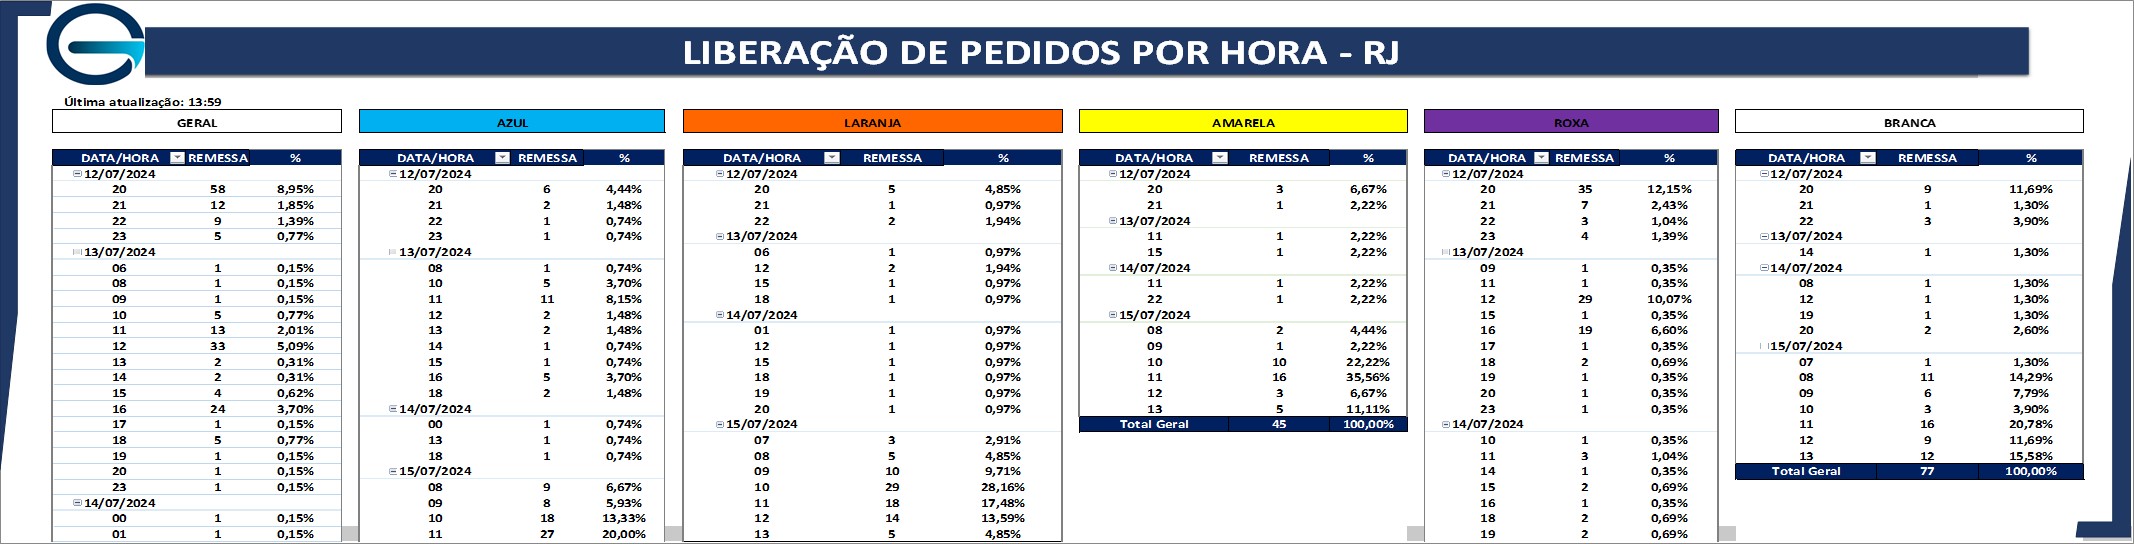 LIBERAÇÃO DE PEDIDOS POR HORA - RJ
Última atualização: 13:59
GERAL
DATA/HORA REMESSA %
12/07/2024
20 58 8,95%
21 12 1,85%
22 9 1,39%
23 5 0,77%
13/07/2024
06 1 0,15%
08 1 0,15%
09 1 0,15%
10 5 0,77%
11 13 2,01%
12 33 5,09%
13 2 0,31%
14 2 0,31%
15 4 0,62%
16 24 3,70%
17 1 0,15%
18 5 0,77%
19 1 0,15%
20 1 0,15%
23 1 0,15%
14/07/2024
00 1 0,15%
01 1 0,15%
AZUL
DATA/HORA REMESSA %
12/07/2024
20 6 4,44%
21 2 1,48%
22 1 0,74%
23 1 0,74%
13/07/2024
08 1 0,74%
10 5 3,70%
11 11 8,15%
12 2 1,48%
13 2 1,48%
14 1 0,74%
15 1 0,74%
16 5 3,70%
18 2 1,48%
14/07/2024
00 1 0,74%
13 1 0,74%
18 1 0,74%
15/07/2024
08 9 6,67%
09 8 5,93%
10 18 13,33%
11 27 20,00%
LARANJA
DATA/HORA REMESSA %
12/07/2024
20 5 4,85%
21 1 0,97%
22 2 1,94%
13/07/2024
06 1 0,97%
12 2 1,94%
15 1 0,97%
18 1 0,97%
14/07/2024
01 1 0,97%
12 1 0,97%
15 1 0,97%
18 1 0,97%
19 1 0,97%
20 1 0,97%
15/07/2024
07 3 2,91%
08 5 4,85%
09 10 9,71%
10 29 28,16%
11 18 17,48%
12 14 13,59%
13 5 4,85%
AMARELA
DATA/HORA REMESSA %
12/07/2024
20 3 6,67%
21 1 2,22%
13/07/2024
11 1 2,22%
15 1 2,22%
14/07/2024
11 1 2,22%
22 1 2,22%
15/07/2024
08 2 4,44%
09 1 2,22%
10 10 22,22%
11 16 35,56%
12 3 6,67%
13 5 11,11%
Total Geral 45 100,00%
ROXA
DATA/HORA REMESSA %
12/07/2024
20 35 12,15%
21 7 2,43%
22 3 1,04%
23 4 1,39%
13/07/2024
09 1 0,35%
11 1 0,35%
12 29 10,07%
15 1 0,35%
16 19 6,60%
17 1 0,35%
18 2 0,69%
19 1 0,35%
20 1 0,35%
23 1 0,35%
14/07/2024
10 1 0,35%
11 3 1,04%
14 1 0,35%
15 2 0,69%
16 1 0,35%
18 2 0,69%
19 2 0,69%
BRANCA
DATA/HORA REMESSA %
12/07/2024
20 9 11,69%
21 1 1,30%
22 3 3,90%
13/07/2024
14 1 1,30%
14/07/2024
08 1 1,30%
12 1 1,30%
19 1 1,30%
20 2 2,60%
15/07/2024
07 1 1,30%
08 11 14,29%
09 6 7,79%
10 3 3,90%
11 16 20,78%
12 9 11,69%
13 12 15,58%
Total Geral 77 100,00%